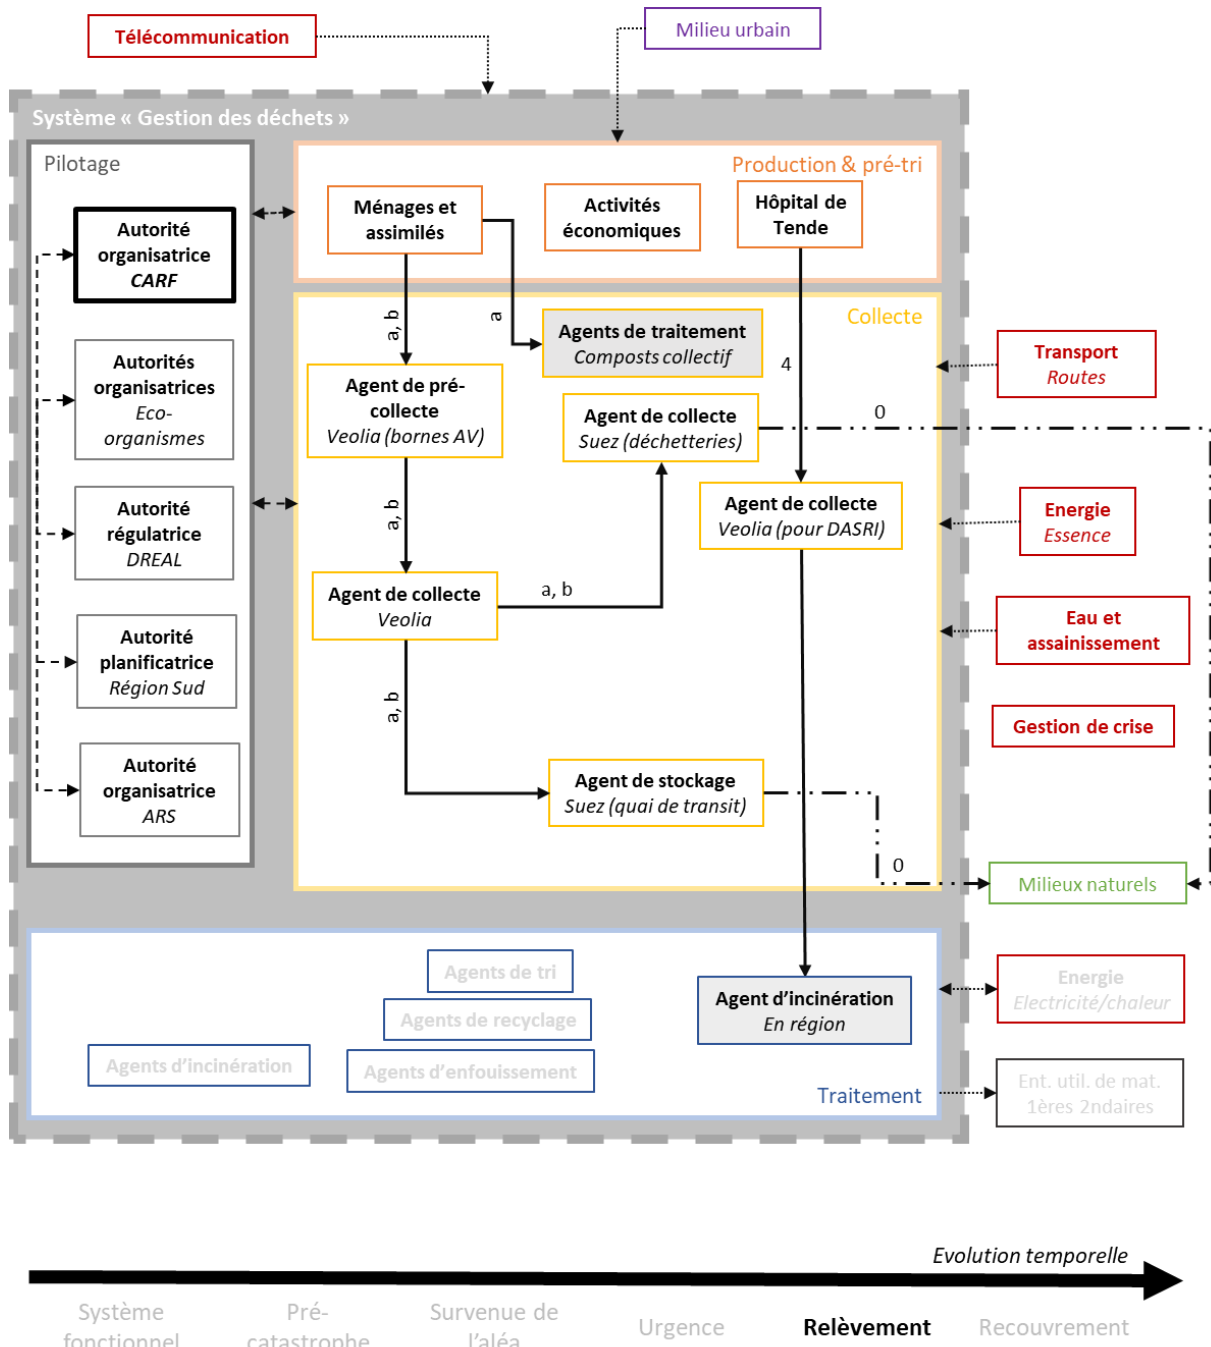 Télécommunication
Milieu urbain
Système « Gestion des déchets »
Pilotage
Autorité
organisatrice
CARF
Autorités
organisatrices
Eco-
organismes
Autorité
régulatrice
DREAL
Autorité
planificatrice
Région Sud
Autorité
organisatrice
ARS
Production & pré-tri
Ménages et
assimilés
Activités
économiques
Hôpital de
Tende
Collecte
a, b
a
4
Agents de traitement
Composts collectif
Agent de pré-
collecte
Veolia (bornes AV)
Agent de collecte
Suez (déchetteries)
0
a, b
Agent de collecte
Veolia (pour DASRI)
Agent de collecte
Veolia
a, b
a, b
Agent de stockage
Suez (quai de transit)
0
Transport
Routes
Energie
Essence
Eau et
assainissement
Gestion de crise
Milieux naturels
Agents de tri
Agents de recyclage
Agents d'incinération
Agents d'enfouissement
Agent d'incinération
En région
Traitement
Energie
Electricité/chaleur
Ent. util. de mat.
1ères 2ndaires
Evolution temporelle
Système
fonctionnel
Pré-
catastrophe
Survenue de
l'aléa
Urgence
Relèvement
Recouvrement